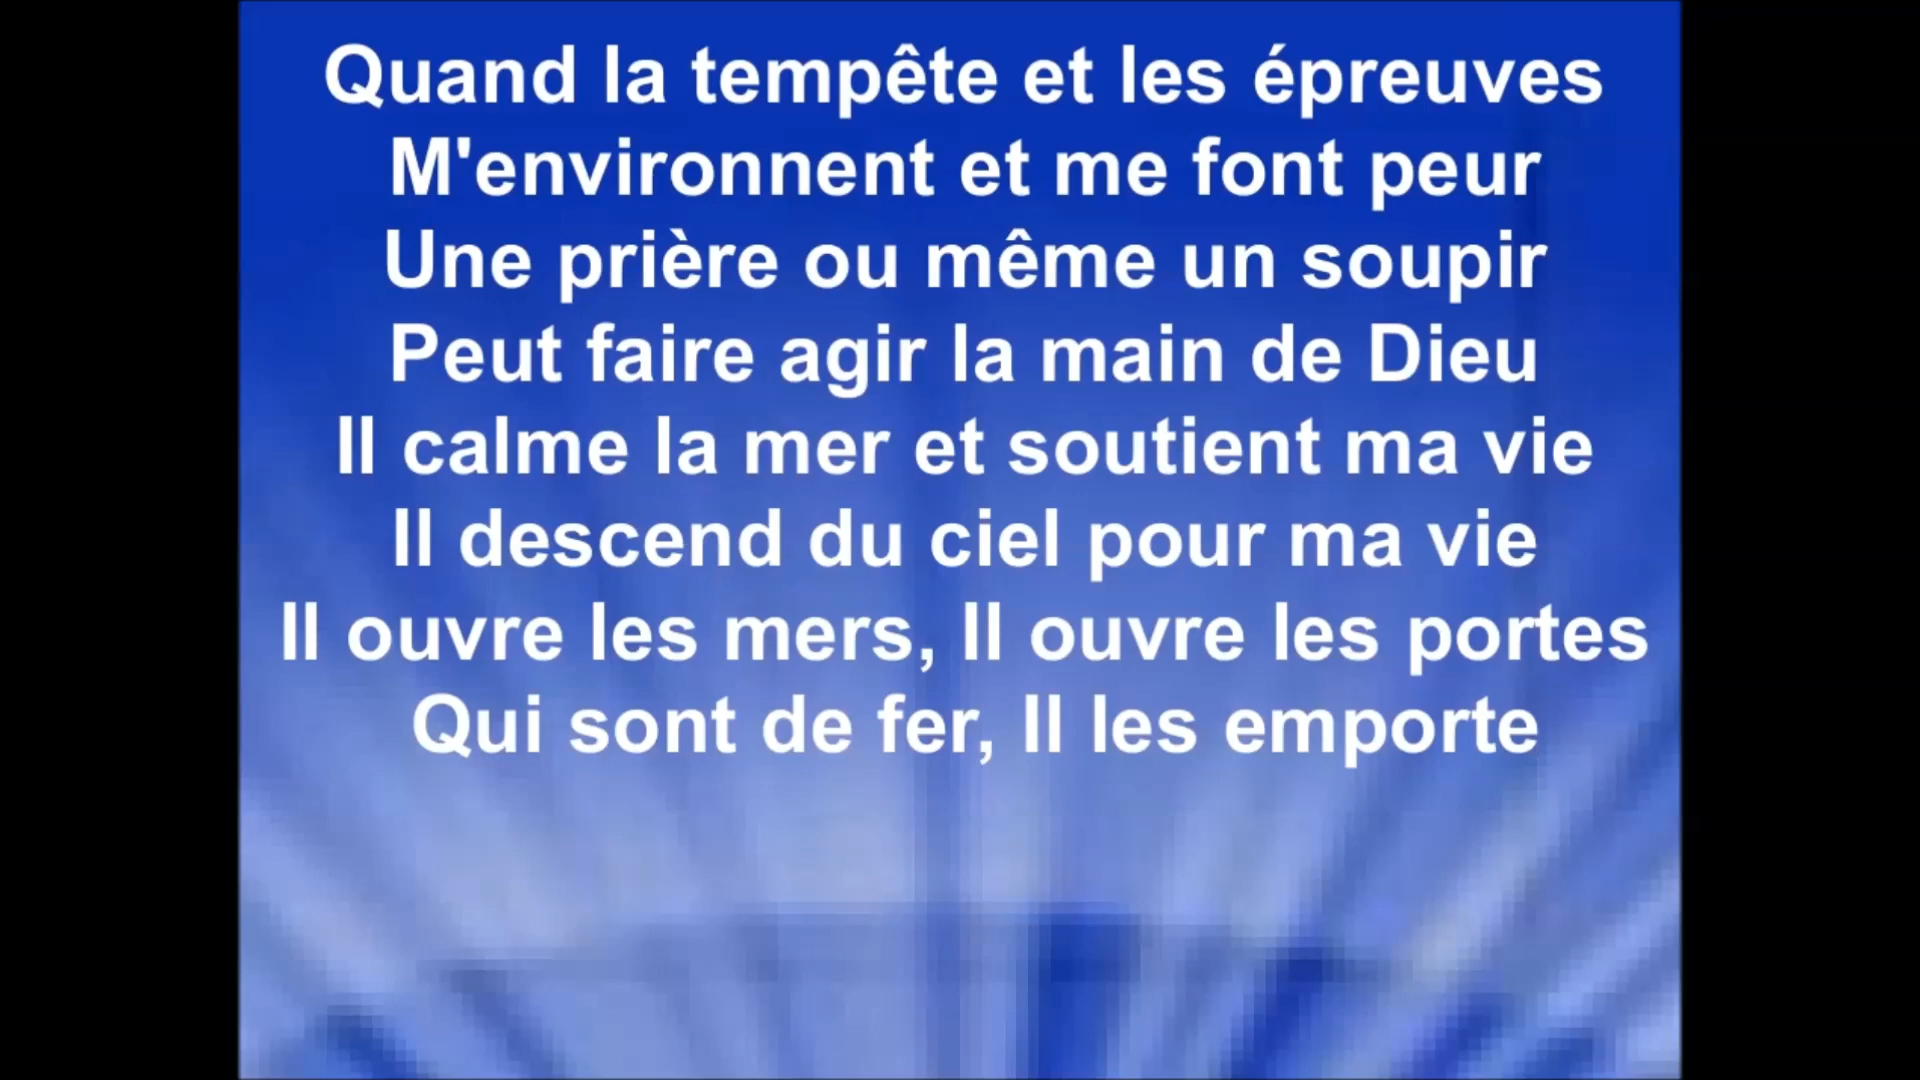 Quand la tempête et les épreuves
M'environnent et me font peur
Une prière ou même un soupir
Peut faire agir la main de Dieu
Il calme la mer et soutient ma vie
Il descend du ciel pour ma vie
Il ouvre les mers, Il ouvre les portes
Qui sont de fer, Il les emporte